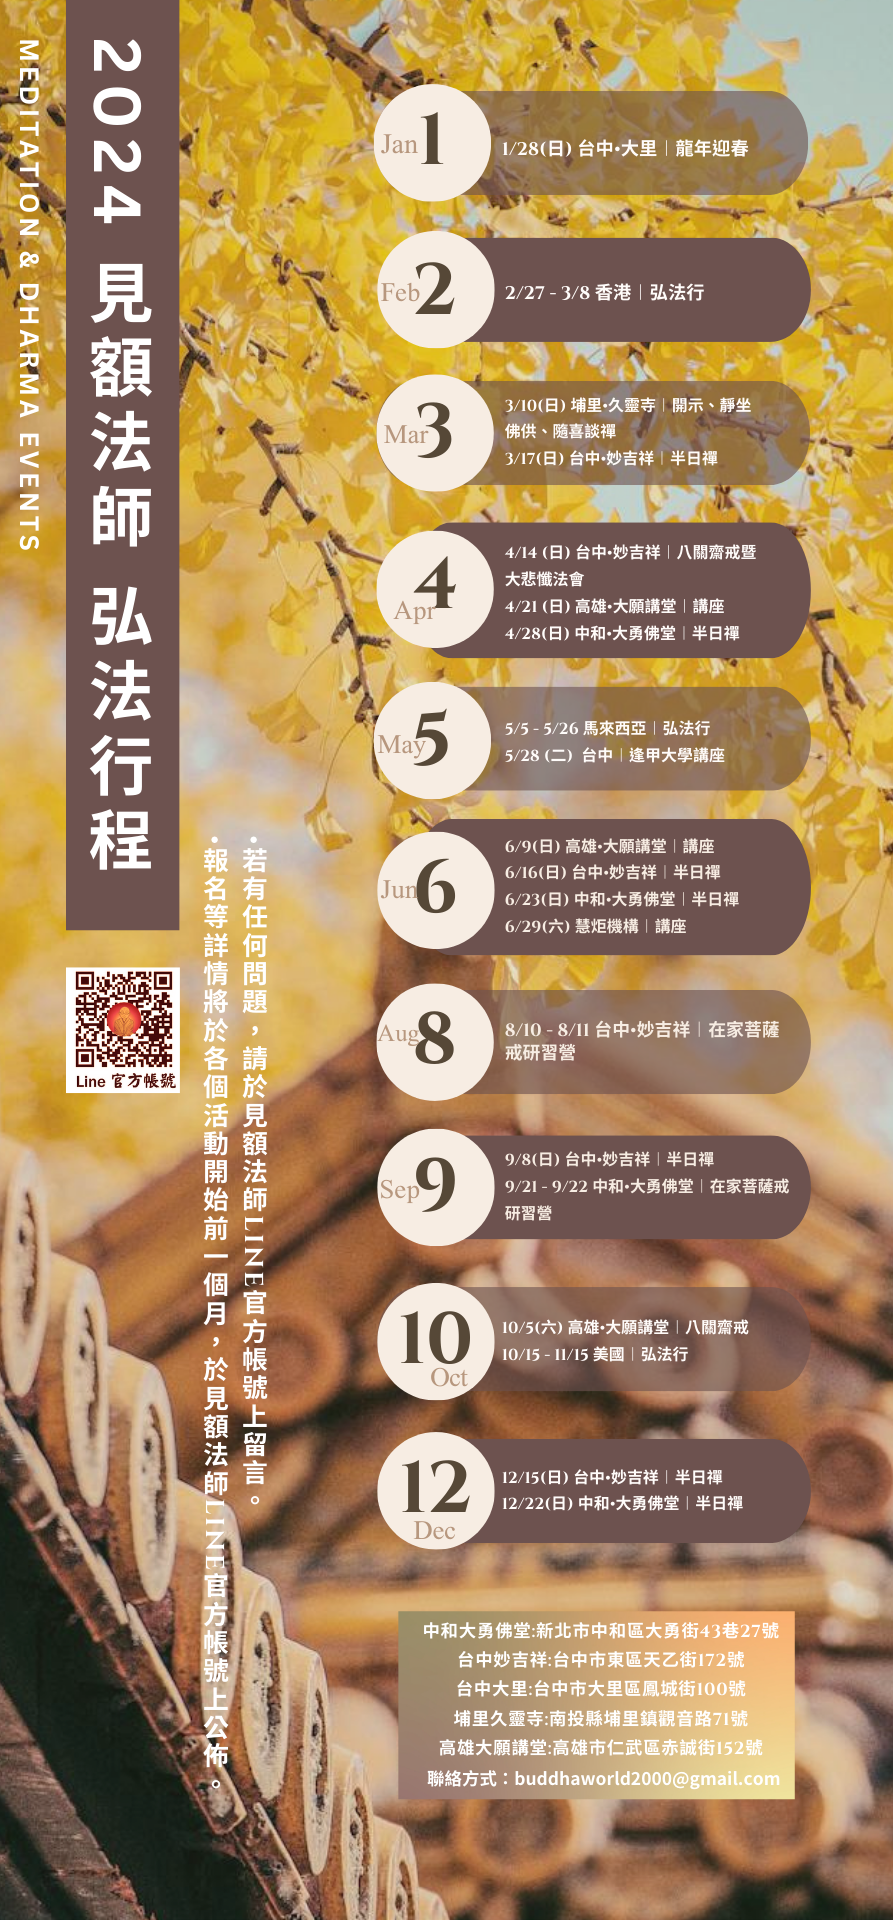 MEDITATION & DHARMA EVENTS
2024 見額法師 弘法行程
Jan 1
1/28(日) 台中•大里｜龍年迎春
Feb 2
2/27 - 3/8 香港｜弘法行
Mar 3
3/10(日) 埔里•久靈寺｜開示、靜坐
佛供、隨喜談禪
3/17(日) 台中•妙吉祥｜半日禪
Apr 4
4/14 (日) 台中•妙吉祥｜八關齋戒暨
大悲懺法會
4/21 (日) 高雄•大願講堂｜講座
4/28(日) 中和•大勇佛堂｜半日禪
May 5
5/5 - 5/26 馬來西亞｜弘法行
5/28 (二) 台中｜逢甲大學講座
Jun 6
6/9(日) 高雄•大願講堂｜講座
6/16(日) 台中•妙吉祥｜半日禪
6/23(日) 中和•大勇佛堂｜半日禪
6/29(六) 慧炬機構｜講座
Aug 8
8/10 - 8/11 台中•妙吉祥｜在家菩薩
戒研習營
Sep 9
9/8(日) 台中•妙吉祥｜半日禪
9/21 - 9/22 中和•大勇佛堂｜在家菩薩戒
研習營
10 Oct
10/5(六) 高雄•大願講堂｜八關齋戒
10/15 - 11/15 美國｜弘法行
12 Dec
12/15(日) 台中•妙吉祥｜半日禪
12/22(日) 中和•大勇佛堂｜半日禪
•若有任何問題，請於見額法師LINE官方帳號上留言。
•報名等詳情將於各個活動開始前一個月，於見額法師LINE官方帳號上公佈。
Line 官方帳號
中和大勇佛堂:新北市中和區大勇街43巷27號
台中妙吉祥:台中市東區天乙街172號
台中大里:台中市大里區鳳城街100號
埔里久靈寺:南投縣埔里鎮觀音路71號
高雄大願講堂:高雄市仁武區赤誠街152號
聯絡方式：buddhaworld2000@gmail.com